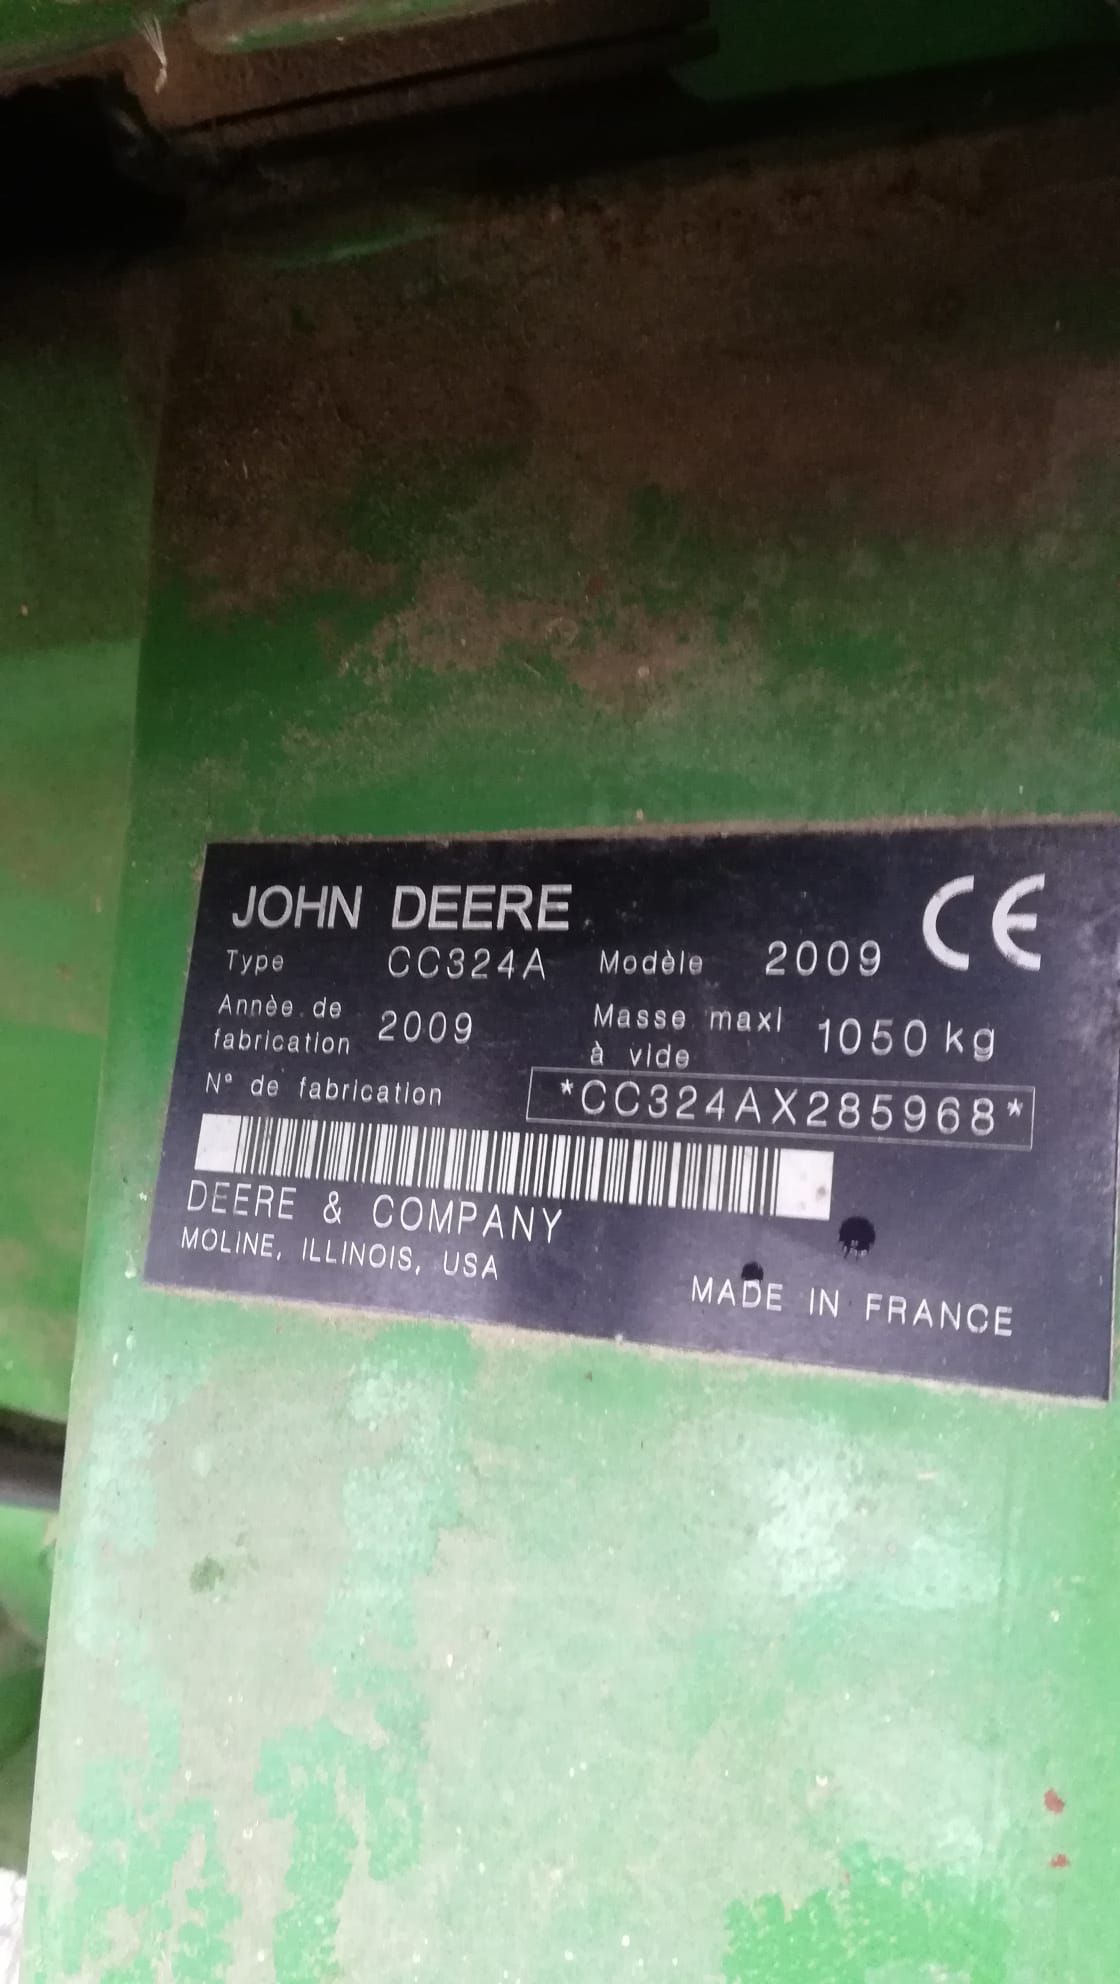 JOHN DEERE CE
Type CC324A Modèle 2009
Annèe de fabrication 2009 Masse maxi à vide 1050 kg
N° de fabrication *CC324AX285968*
DEERE & COMPANY
MOLINE, ILLINOIS, USA
MADE IN FRANCE